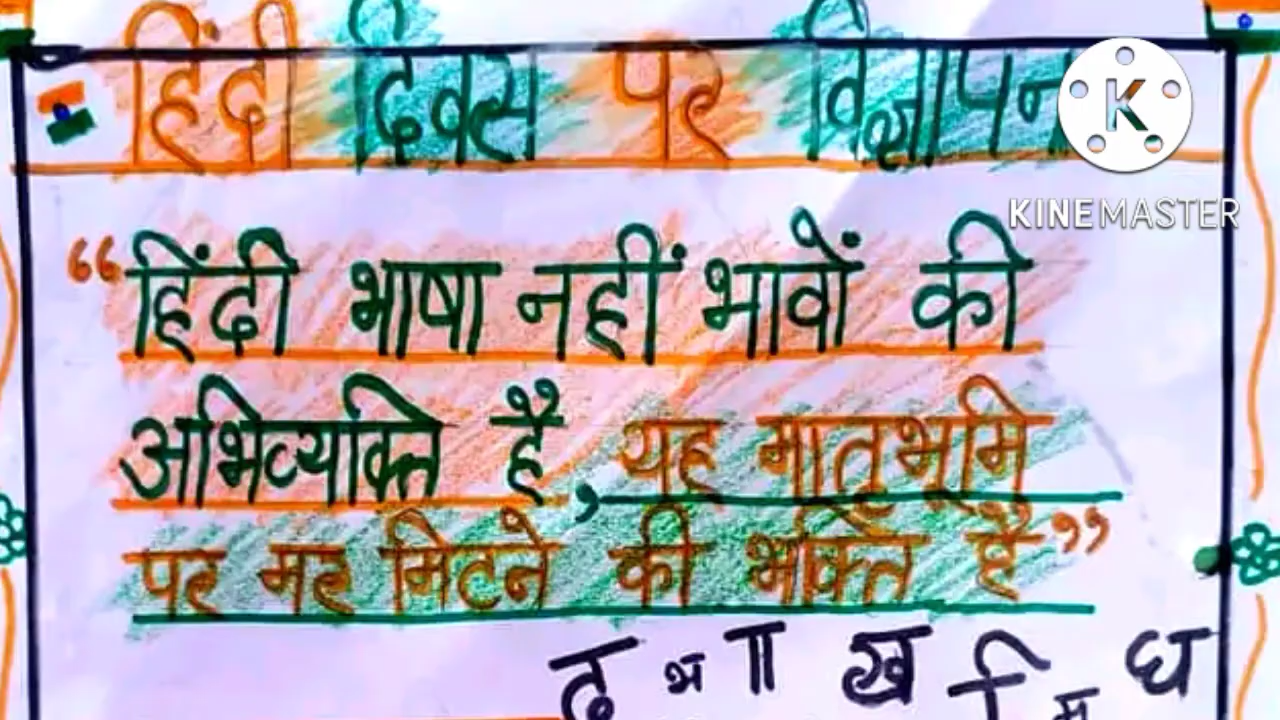 हिंदी दिवस पर विज्ञापन
KINEMASTER
“हिंदी भाषा नहीं भावों की
अभिव्यक्ति है, यह मातृभूमि
पर मर मिटने की भक्ति है”
भ ा ख ि म घ